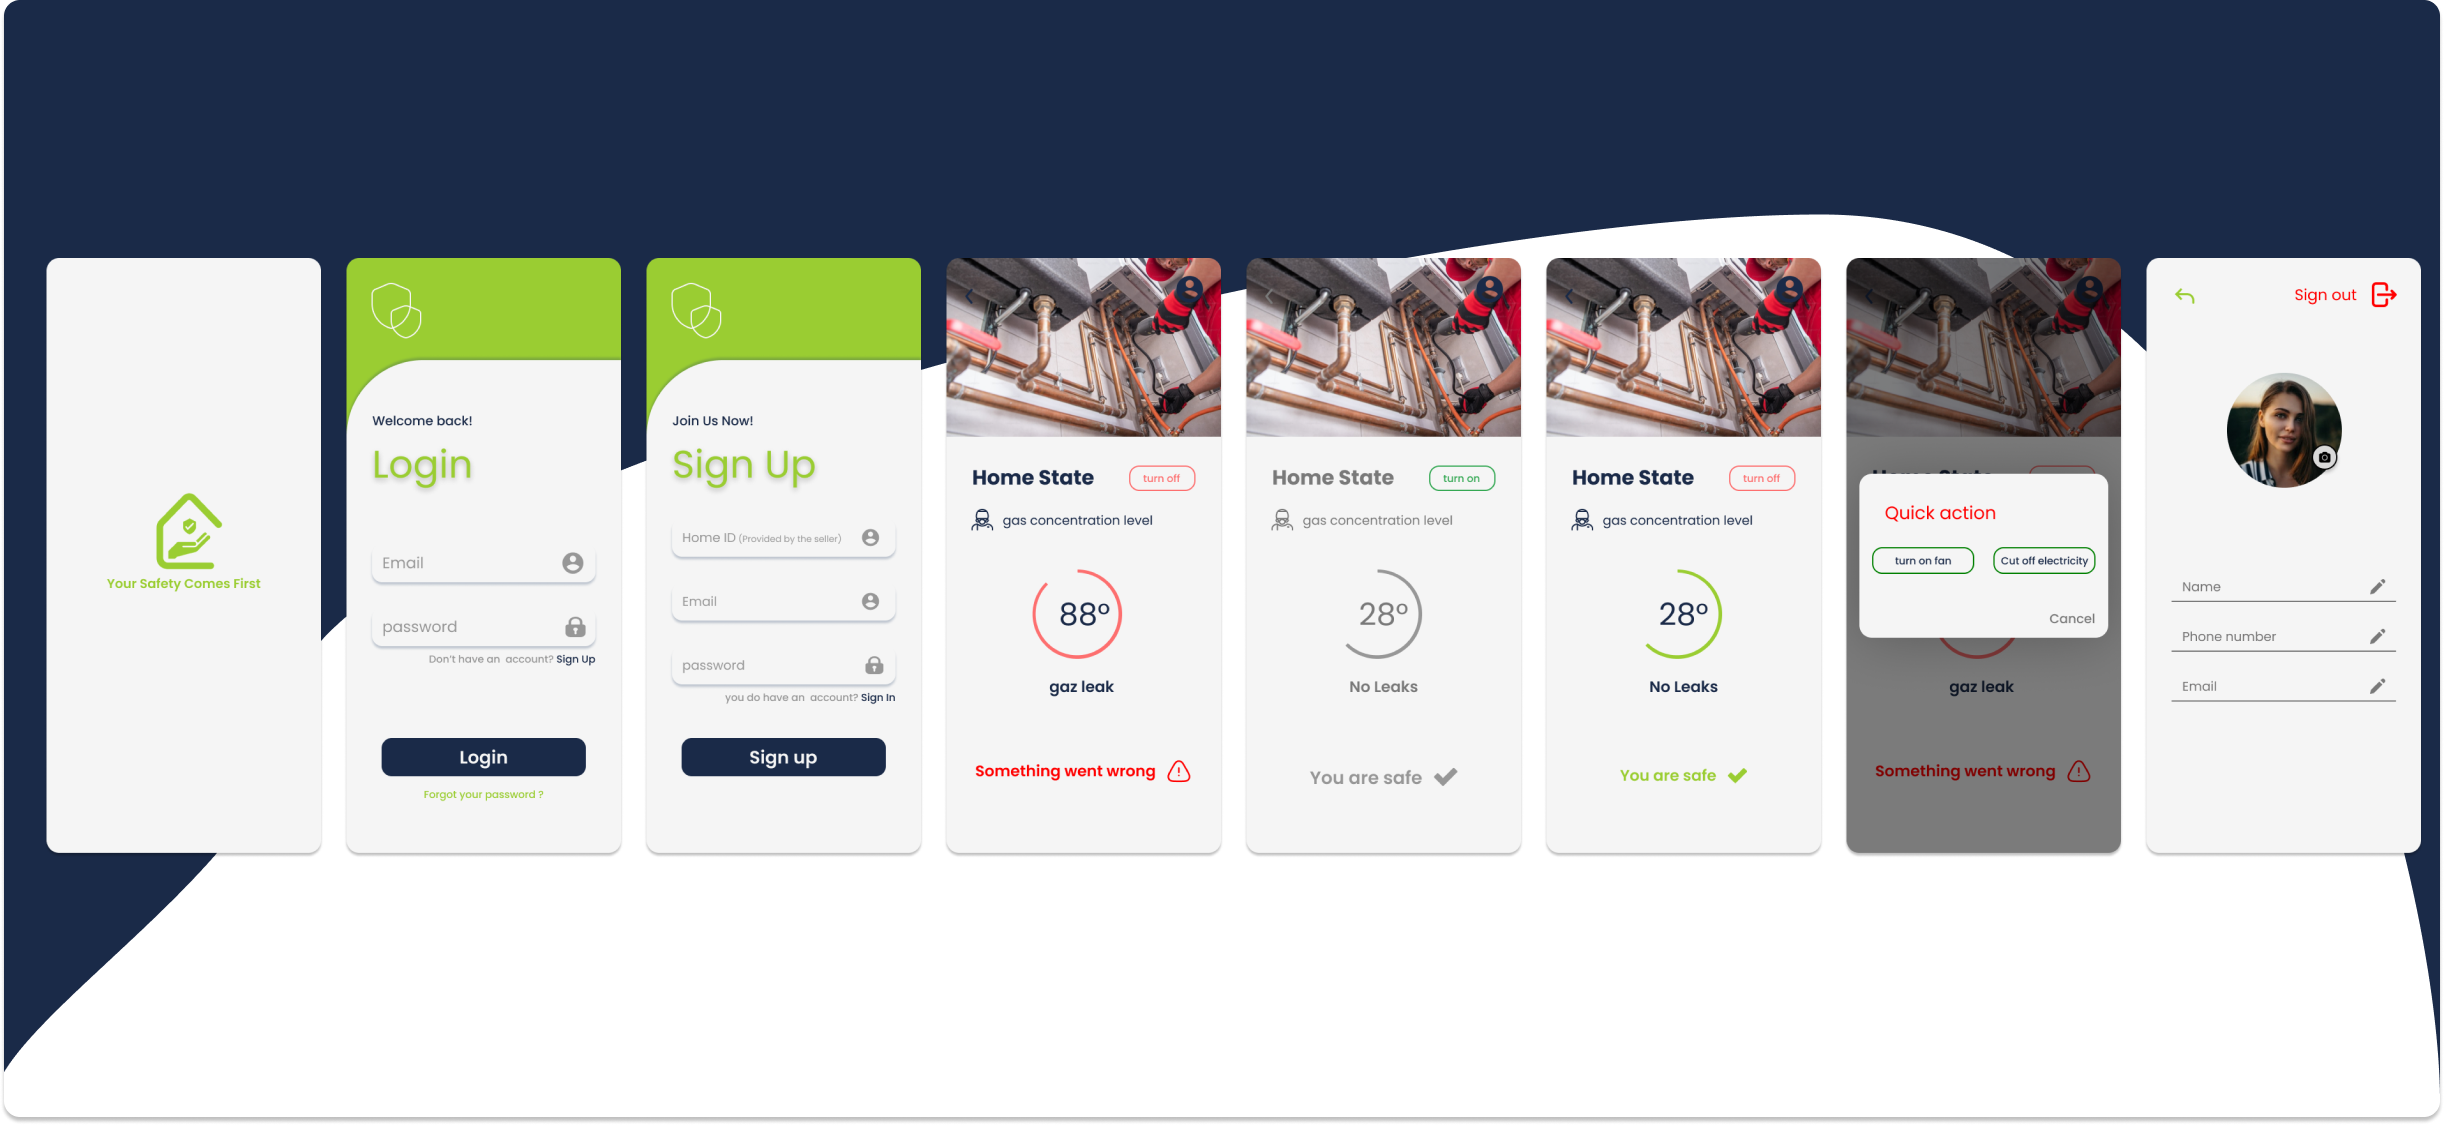 Your Safety Comes First
Welcome back!
Login
Email
password
Don't have an account? Sign Up
Login
Forgot your password ?
Join Us Now!
Sign Up
Home ID (Provided by the seller)
Email
password
you do have an account? Sign In
Sign up
Home State
turn off
gas concentration level
88°
gaz leak
Something went wrong
Home State
turn on
gas concentration level
28°
No Leaks
You are safe
Home State
turn off
gas concentration level
28°
No Leaks
You are safe
Quick action
turn on fan
Cut off electricity
Cancel
gaz leak
Something went wrong
Sign out
Name
Phone number
Email